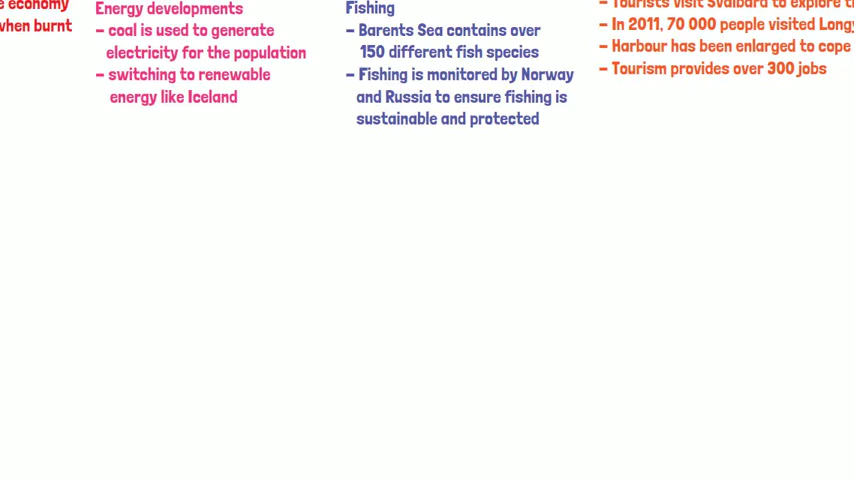 e economy
when burnt
Energy developments
– coal is used to generate
electricity for the population
– switching to renewable
energy like Iceland
Fishing
– Barents Sea contains over
150 different fish species
– Fishing is monitored by Norway
and Russia to ensure fishing is
sustainable and protected
– Tourists visit Svalbard to explore
– In 2011, 70 000 people visited
– Harbour has been enlarged to cope
– Tourism provides over 300 jobs